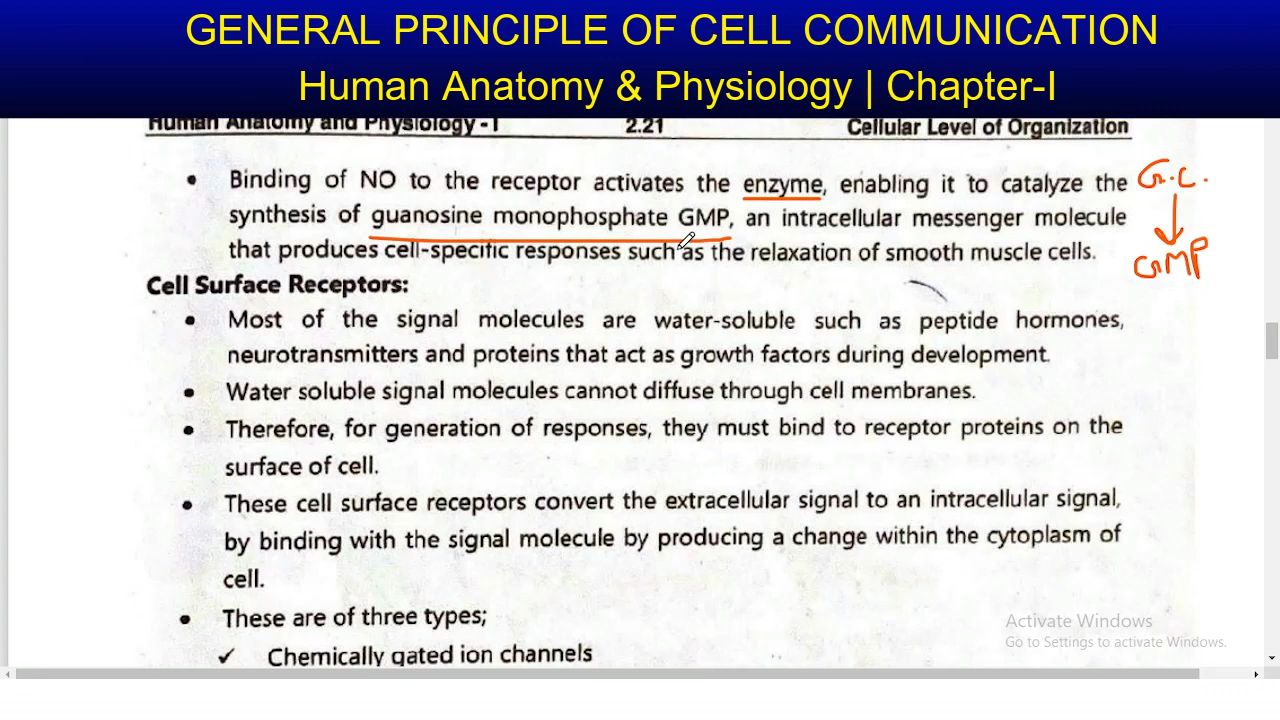 GENERAL PRINCIPLE OF CELL COMMUNICATION
Human Anatomy & Physiology | Chapter-I
Human Anatomy and Physiology - I 2.21 Cellular Level of Organization
• Binding of NO to the receptor activates the enzyme, enabling it to catalyze the
synthesis of guanosine monophosphate GMP, an intracellular messenger molecule
that produces cell-specific responses such as the relaxation of smooth muscle cells.
G.C.
GMP
Cell Surface Receptors:
• Most of the signal molecules are water-soluble such as peptide hormones,
neurotransmitters and proteins that act as growth factors during development.
• Water soluble signal molecules cannot diffuse through cell membranes.
• Therefore, for generation of responses, they must bind to receptor proteins on the
surface of cell.
• These cell surface receptors convert the extracellular signal to an intracellular signal,
by binding with the signal molecule by producing a change within the cytoplasm of
cell.
• These are of three types;
✓ Chemically gated ion channels
Activate Windows
Go to Settings to activate Windows.